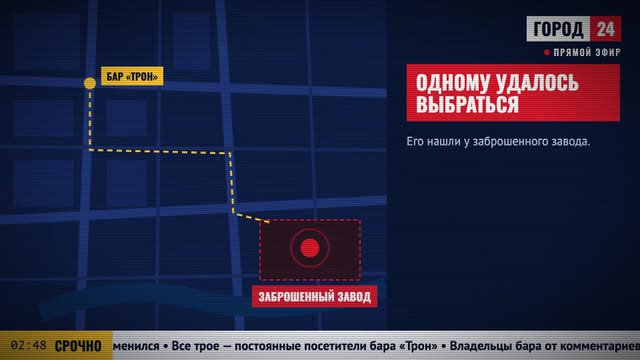 ГОРОД 24
ПРЯМОЙ ЭФИР
БАР «ТРОН»
ОДНОМУ УДАЛОСЬ
ВЫБРАТЬСЯ
Его нашли у заброшенного завода.
ЗАБРОШЕННЫЙ ЗАВОД
02:48 СРОЧНО менился • Все трое — постоянные посетители бара «Трон» • Владельцы бара от комментариев